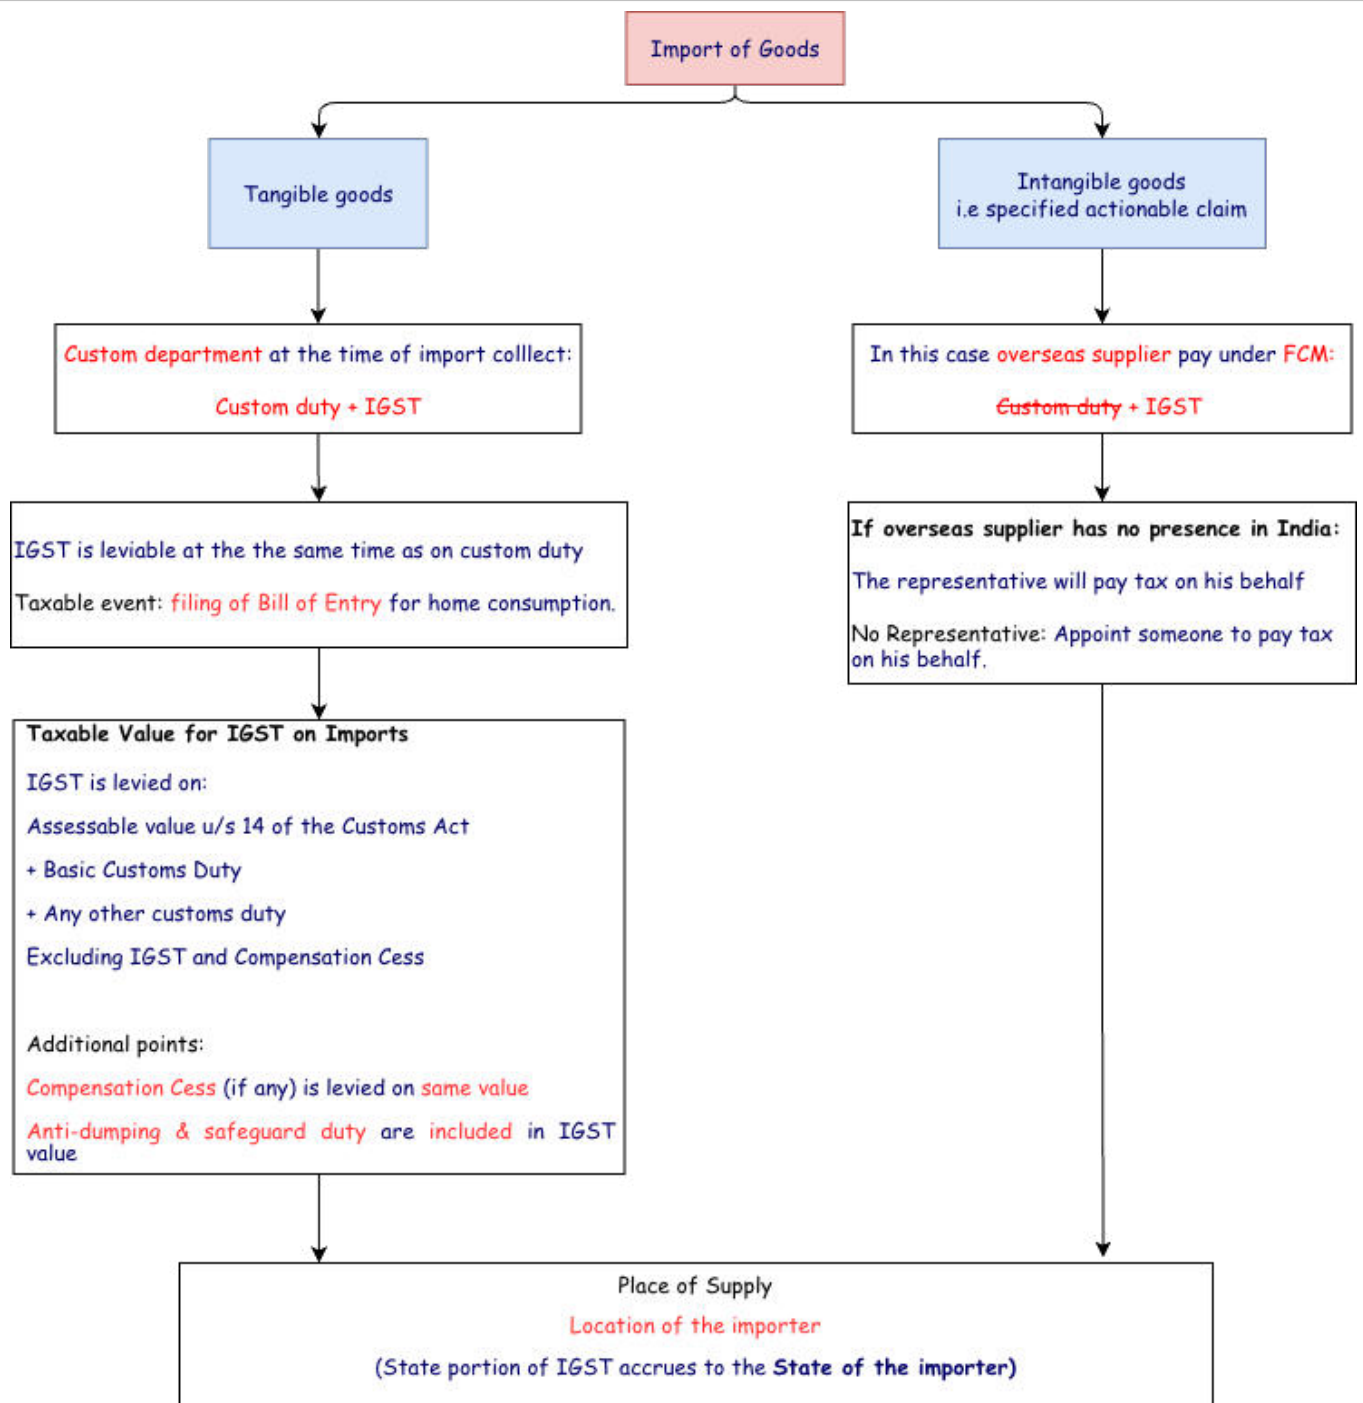 Import of Goods
Tangible goods
Intangible goods
i.e specified actionable claim
Custom department at the time of import colllect:
Custom duty + IGST
In this case overseas supplier pay under FCM:
Custom duty + IGST
IGST is leviable at the the same time as on custom duty
Taxable event: filing of Bill of Entry for home consumption.
If overseas supplier has no presence in India:
The representative will pay tax on his behalf
No Representative: Appoint someone to pay tax
on his behalf.
Taxable Value for IGST on Imports
IGST is levied on:
Assessable value u/s 14 of the Customs Act
+ Basic Customs Duty
+ Any other customs duty
Excluding IGST and Compensation Cess
Additional points:
Compensation Cess (if any) is levied on same value
Anti-dumping & safeguard duty are included in IGST
value
Place of Supply
Location of the importer
(State portion of IGST accrues to the State of the importer)